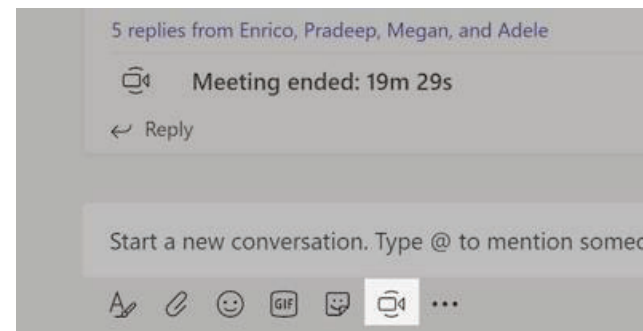 5 replies from Enrico, Pradeep, Megan, and Adele
Meeting ended: 19m 29s
Reply
Start a new conversation. Type @ to mention
GIF